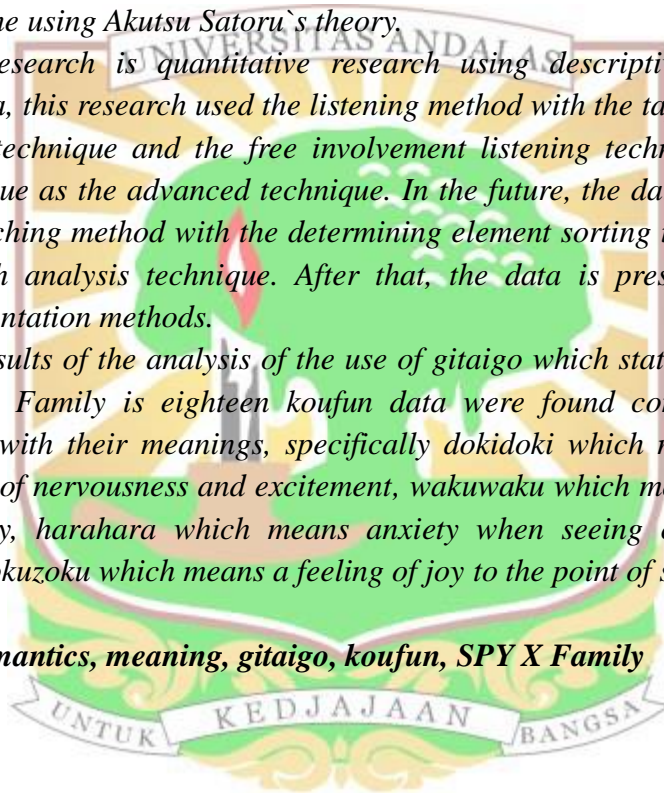 ne using Akutsu Satoru`s theory.
UNIVERSITAS ANDALAS
esearch is quantitative research using descripti
a, this research used the listening method with the ta
technique and the free involvement listening techn
ue as the advanced technique. In the future, the da
ching method with the determining element sorting
h analysis technique. After that, the data is pres
ntation methods.
sults of the analysis of the use of gitaigo which stat
Family is eighteen koufun data were found co
with their meanings, specifically dokidoki which
of nervousness and excitement, wakuwaku which me
y, harahara which means anxiety when seeing
okuzoku which means a feeling of joy to the point of s
mantics, meaning, gitaigo, koufun, SPY X Family
UNTUK KEDJAJAAN BANGSA